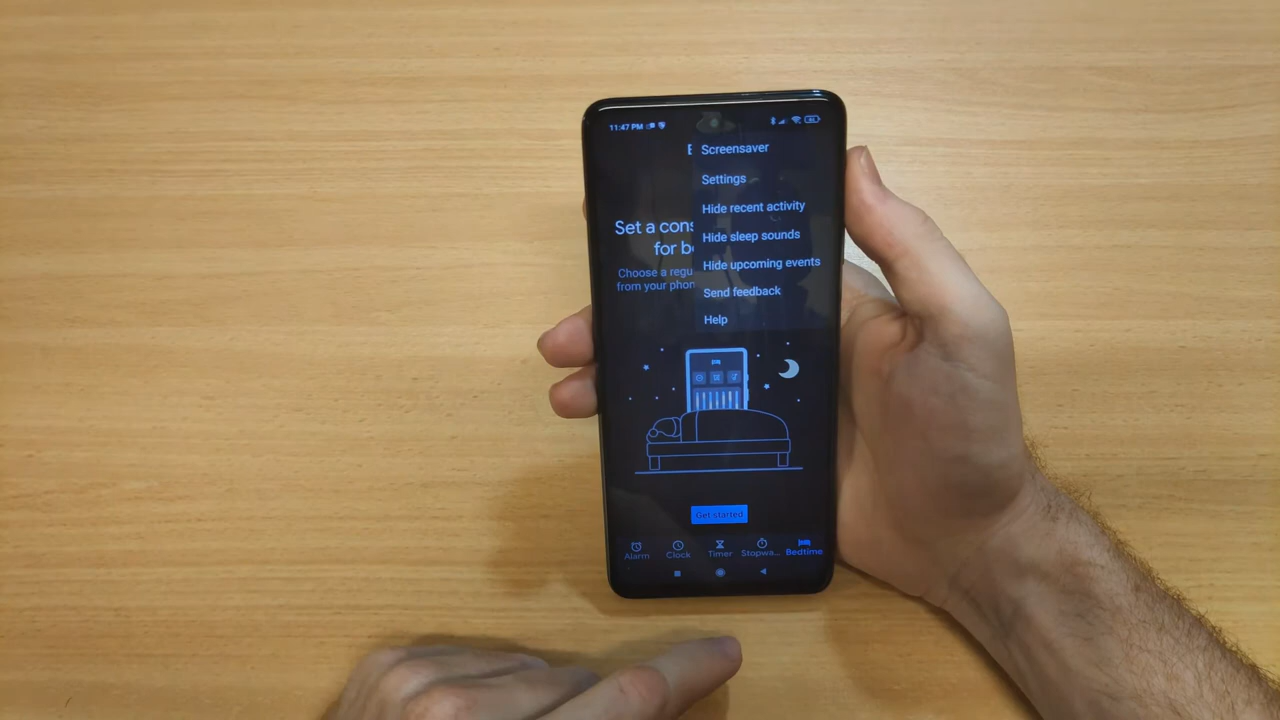 11:47 PM
Screensaver
Settings
Hide recent activity
Set a cons
Hide sleep sounds
for b
Hide upcoming events
Choose a regu
from your phon
Send feedback
Help
Get started
Alarm
Clock
Timer
Stopwa...
Bedtime